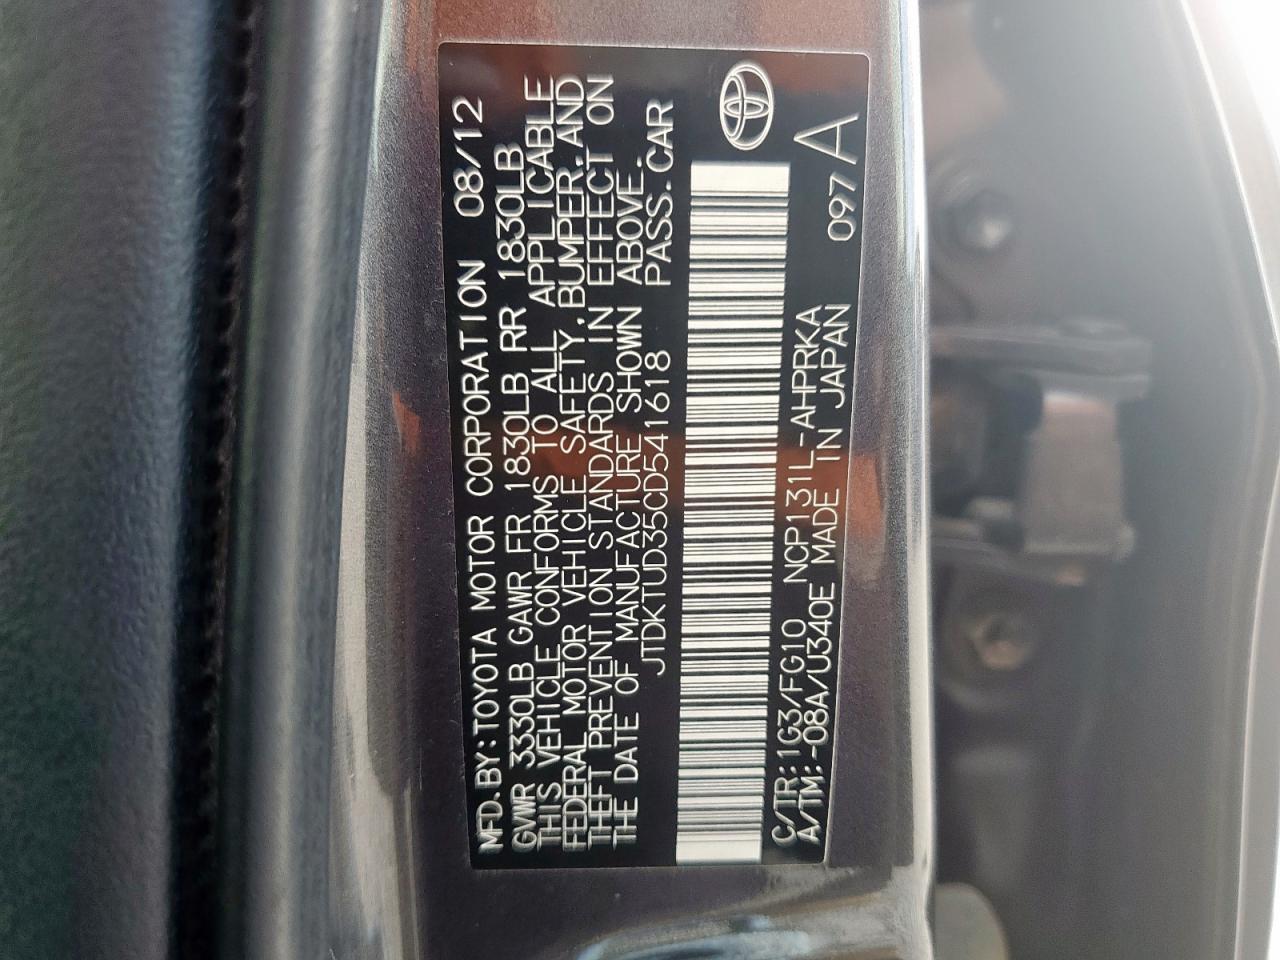 MFD. BY: TOYOTA MOTOR CORPORATION 08/12
GVWR 3330LB GAWR FR 1830LB RR 1830LB
THIS VEHICLE CONFORMS TO ALL APPLICABLE
FEDERAL MOTOR VEHICLE SAFETY, BUMPER, AND
THEFT PREVENTION STANDARDS IN EFFECT ON
THE DATE OF MANUFACTURE SHOWN ABOVE.
JTDKTUD35CD541618 PASS. CAR
C/TR: 1G3/FG10 NCP131L-AHPRKA 097A
A/TM: -08A/U340E MADE IN JAPAN